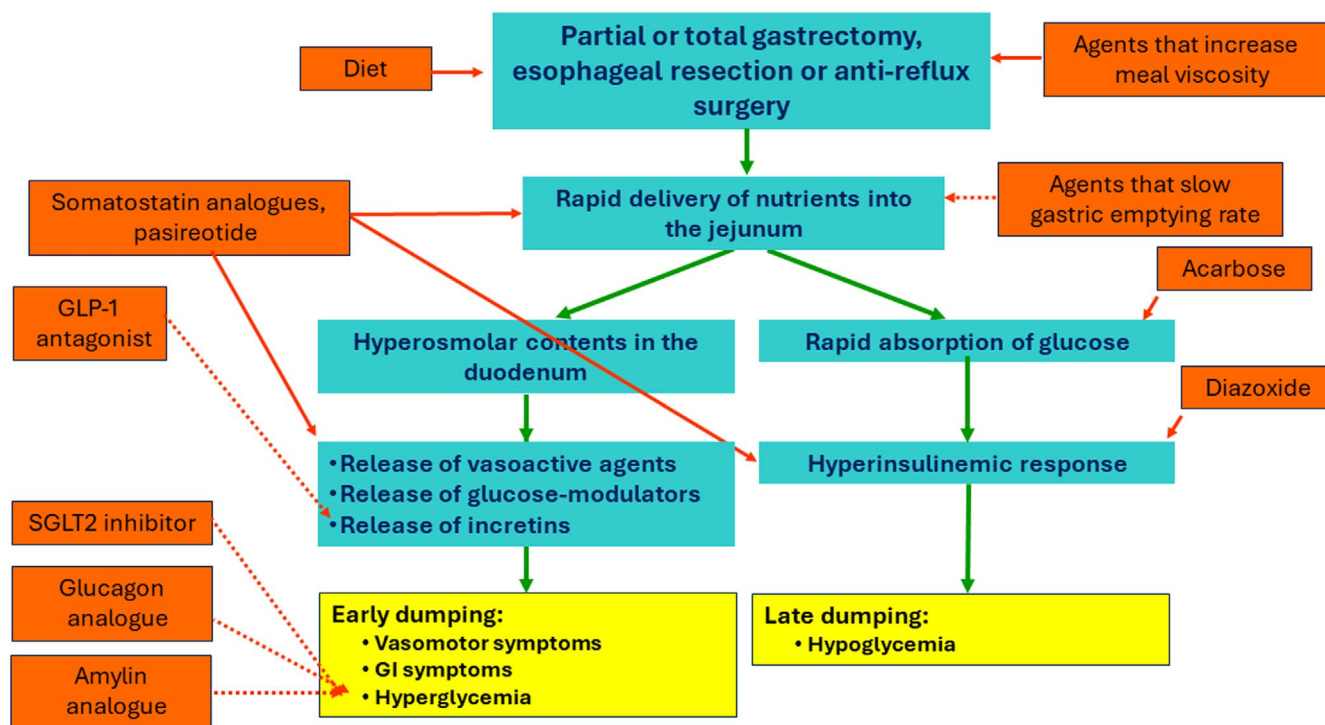 Partial or total gastrectomy,
esophageal resection or anti-reflux
surgery
Diet
Agents that increase
meal viscosity
Somatostatin analogues,
pasireotide
Rapid delivery of nutrients into
the jejunum
Agents that slow
gastric emptying rate
Acarbose
GLP-1
antagonist
Hyperosmolar contents in the
duodenum
Rapid absorption of glucose
Diazoxide
•Release of vasoactive agents
•Release of glucose-modulators
•Release of incretins
Hyperinsulinemic response
SGLT2 inhibitor
Glucagon
analogue
Amylin
analogue
Early dumping:
• Vasomotor symptoms
• GI symptoms
• Hyperglycemia
Late dumping:
• Hypoglycemia